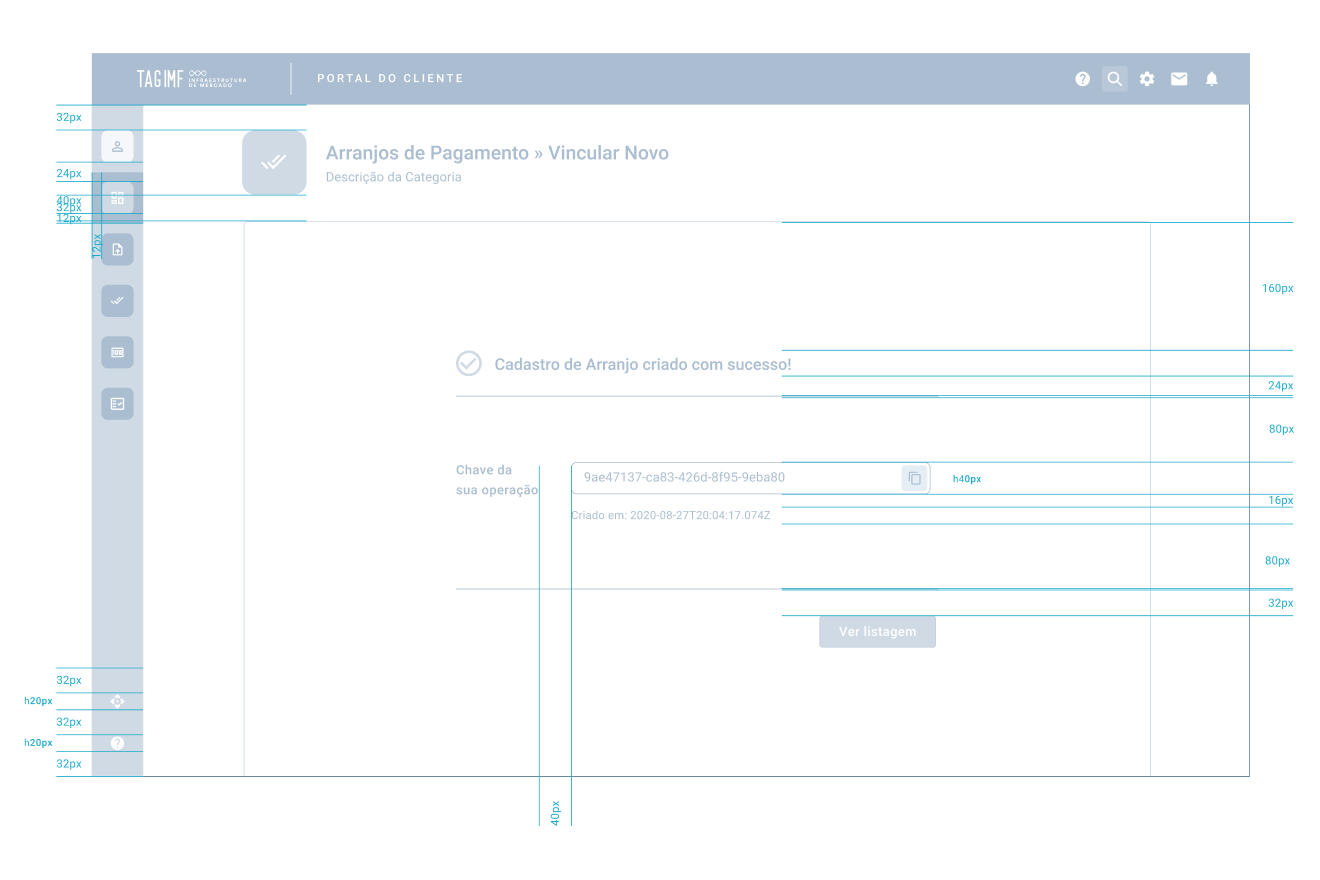 TAGIMF INFRAESTRUTURA
DE MERCADO
PORTAL DO CLIENTE
32px
Arranjos de Pagamento » Vincular Novo
Descrição da Categoria
24px
40px
32px
12px
12px
160px
Cadastro de Arranjo criado com sucesso!
24px
80px
Chave da
sua operação
9ae47137-ca83-426d-8f95-9eba80
h40px
16px
Criado em: 2020-08-27T20:04:17.074Z
80px
32px
Ver listagem
32px
h20px
32px
h20px
32px
40px